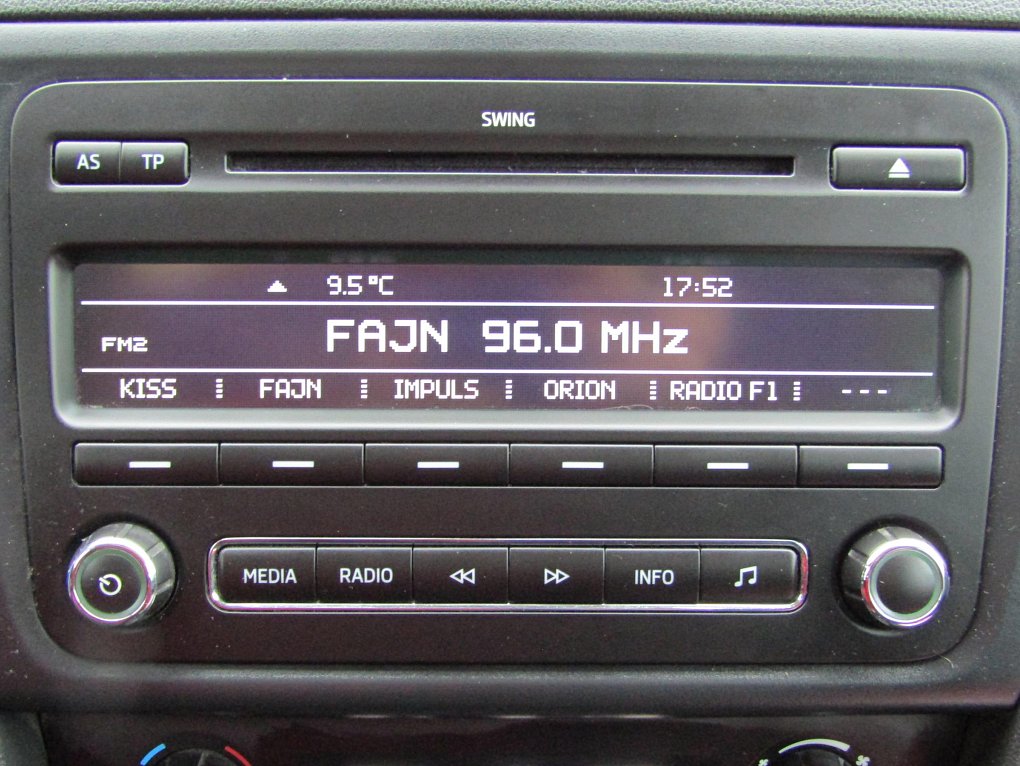 SWING
AS TP
9.5 °C 17:52
FM2 FAJN 96.0 MHz
KISS FAJN IMPULS ORION RADIO F1 ---
MEDIA RADIO INFO